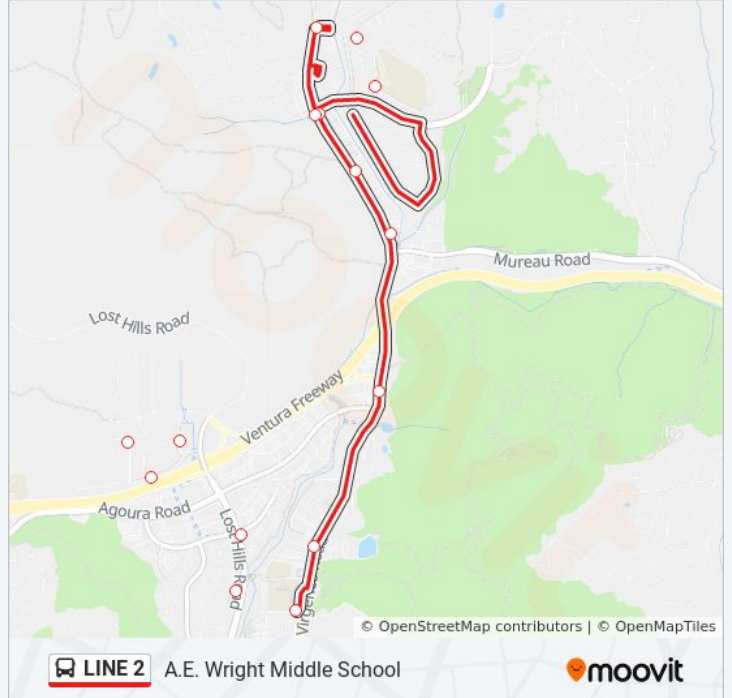 Mureau Road
Lost Hills Road
Ventura Freeway
Agoura Road
Lost Hills Road
© OpenStreetMap contributors | © OpenMapTiles
LINE 2 A.E. Wright Middle School
moovit